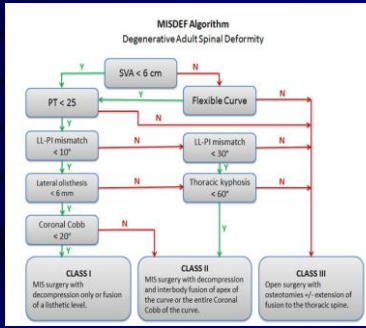 MISDEF Algorithm
Degenerative Adult Spinal Deformity
SVA < 6 cm
N
Y
Y
PT < 25
Flexible Curve
N
N
Y
LL-PI mismatch
< 10°
N
LL-PI mismatch
< 30°
N
Y
Y
Lateral olisthesis
< 6 mm
N
Thoracic kyphosis
< 60°
N
Y
Coronal Cobb
< 20°
N
Y
Y
CLASS I
MIS surgery with
decompression only or fusion
of a listhetic level.
CLASS II
MIS surgery with decompression
and interbody fusion of apex of
the curve or the entire Coronal
Cobb of the curve.
CLASS III
Open surgery with
osteotomies +/- extension of
fusion to the thoracic spine.